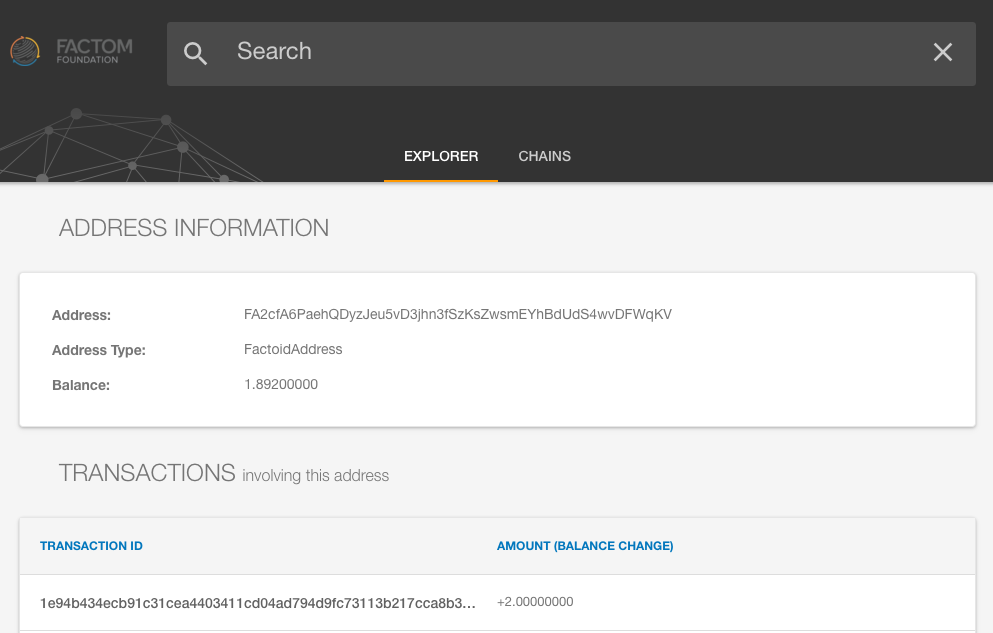 FACTOM
FOUNDATION
Search
EXPLORER CHAINS
ADDRESS INFORMATION
Address: FA2cfA6PaehQDyzJeu5vD3jhn3fSzKsZwsmEYhBdUdS4wvDFWqKV
Address Type: FactoidAddress
Balance: 1.89200000
TRANSACTIONS involving this address
TRANSACTION ID AMOUNT (BALANCE CHANGE)
1e94b434ecb91c31cea4403411cd04ad794d9fc73113b217cca8b3... +2.00000000